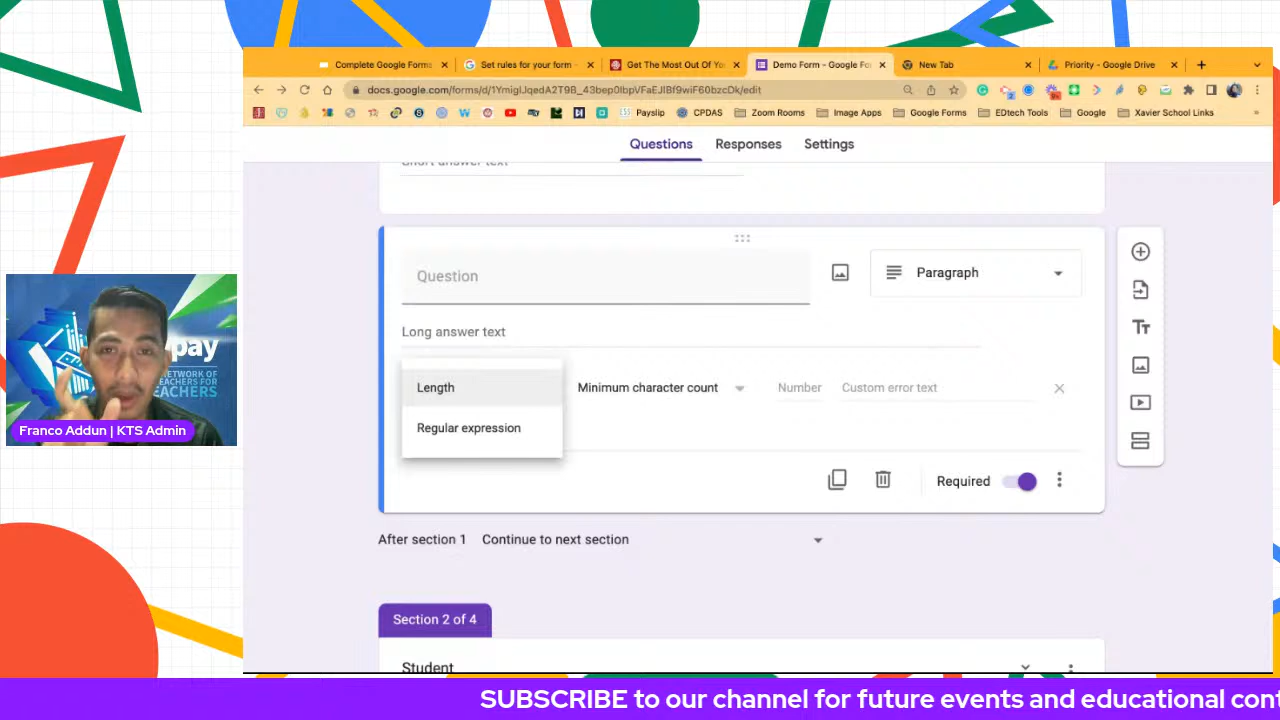 Complete Google Forms
Set rules for your form -
Get The Most Out Of Yo
Demo Form - Google Fo
New Tab
Priority - Google Drive
docs.google.com/forms/d/1YmigIJqedA2T9B_43bep0lbpVFaEJlBf9wiF60bzcDk/edit
Payslip
CPDAS
Zoom Rooms
Image Apps
Google Forms
EDtech Tools
Google
Xavier School Links
Questions
Responses
Settings
Short answer text
Question
Paragraph
Long answer text
Length
Minimum character count
Number
Custom error text
Regular expression
Required
After section 1 Continue to next section
Section 2 of 4
Student
pay
NETWORK OF
TEACHERS FOR
TEACHERS
Franco Addun | KTS Admin
SUBSCRIBE to our channel for future events and educational cont